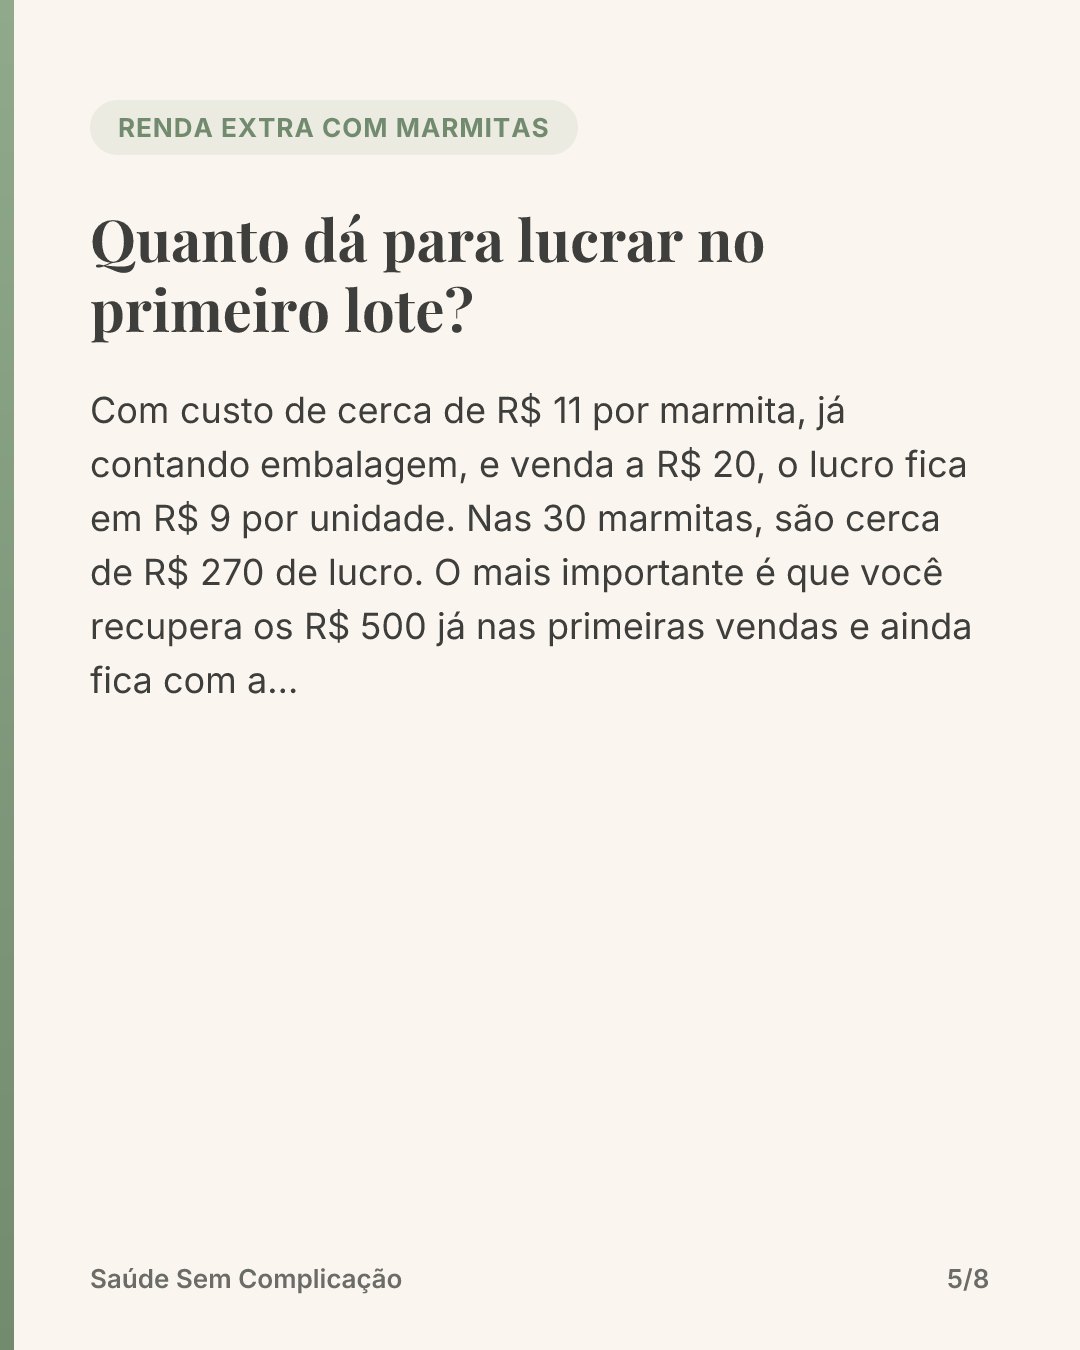 RENDA EXTRA COM MARMITAS
Quanto dá para lucrar no
primeiro lote?
Com custo de cerca de R$ 11 por marmita, já
contando embalagem, e venda a R$ 20, o lucro fica
em R$ 9 por unidade. Nas 30 marmitas, são cerca
de R$ 270 de lucro. O mais importante é que você
recupera os R$ 500 já nas primeiras vendas e ainda
fica com a...
Saúde Sem Complicação
5/8